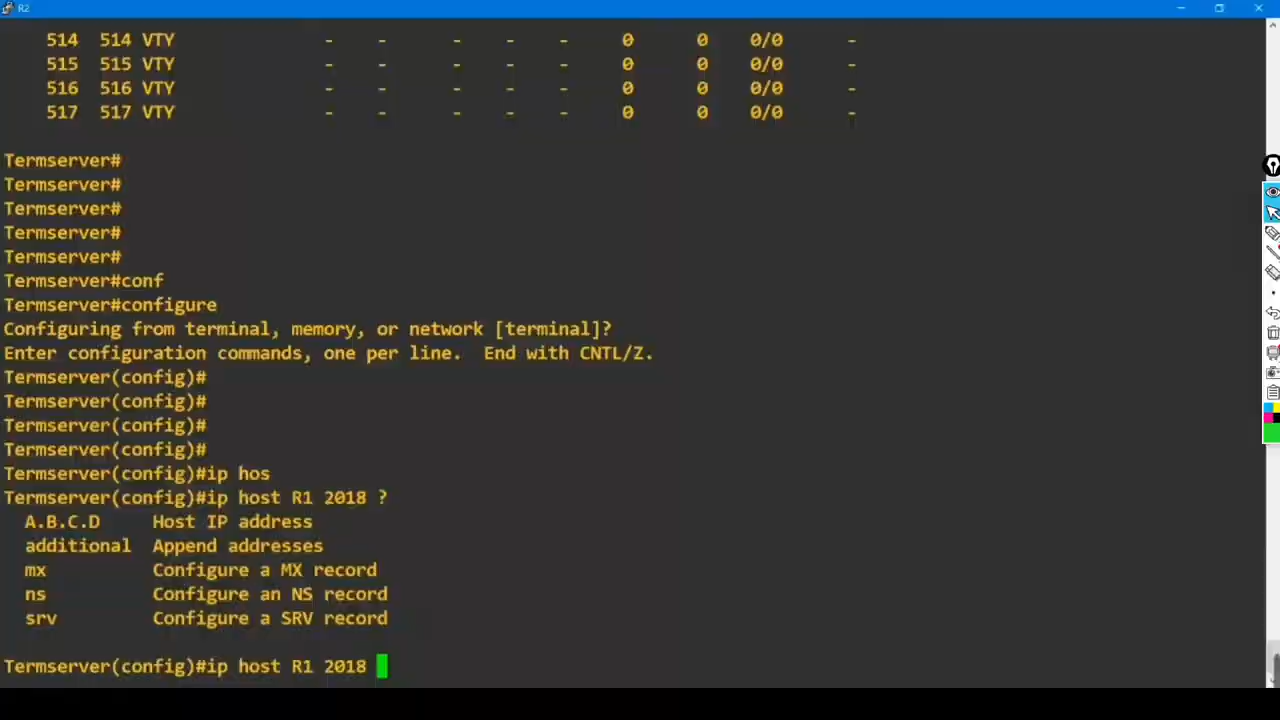 R2
514 514 VTY - - - - - 0 0 0/0 -
515 515 VTY - - - - - 0 0 0/0 -
516 516 VTY - - - - - 0 0 0/0 -
517 517 VTY - - - - - 0 0 0/0 -
Termserver#
Termserver#
Termserver#
Termserver#
Termserver#
Termserver#conf
Termserver#configure
Configuring from terminal, memory, or network [terminal]?
Enter configuration commands, one per line. End with CNTL/Z.
Termserver(config)#
Termserver(config)#
Termserver(config)#
Termserver(config)#
Termserver(config)#ip hos
Termserver(config)#ip host R1 2018 ?
A.B.C.D Host IP address
additional Append addresses
mx Configure a MX record
ns Configure an NS record
srv Configure a SRV record
Termserver(config)#ip host R1 2018